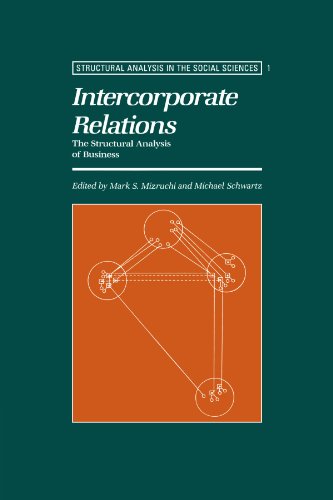 STRUCTURAL ANALYSIS IN THE SOCIAL SCIENCES 1
Intercorporate
Relations
The Structural Analysis
of Business
Edited by Mark S. Mizruchi and Michael Schwartz